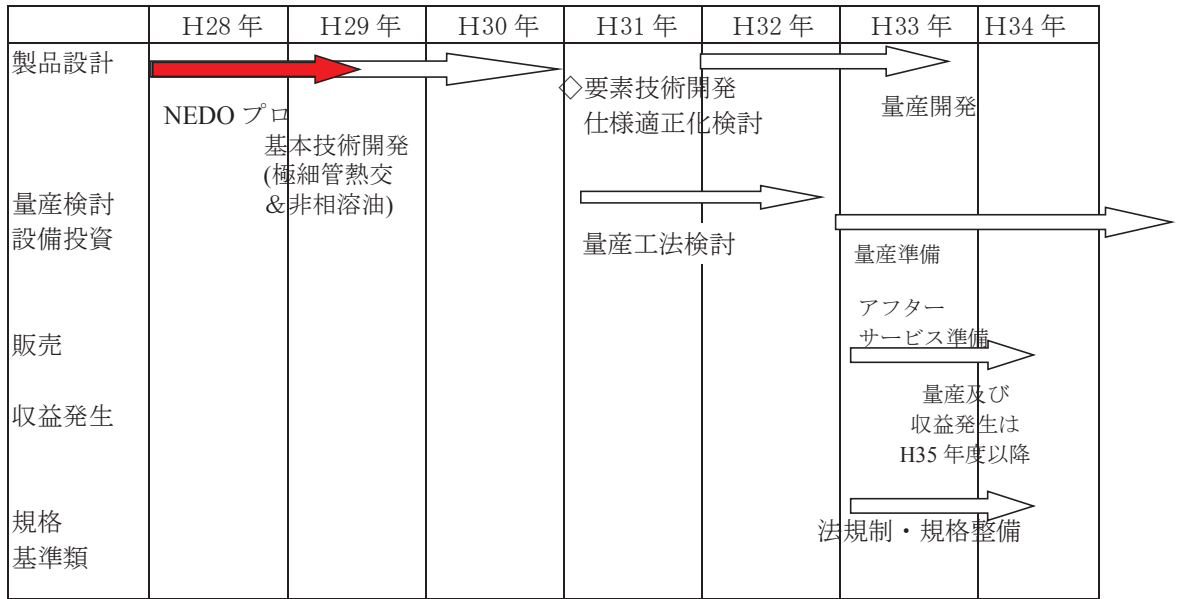 H28年 H29年 H30年 H31年 H32年 H33年 H34年
製品設計
NEDOプロ
基本技術開発
(極細管熱交
＆非相溶油)
◇要素技術開発
仕様適正化検討
量産開発
量産検討
設備投資
量産工法検討
量産準備
販売
アフター
サービス準備
収益発生
量産及び
収益発生は
H35年度以降
規格
基準類
法規制・規格整備